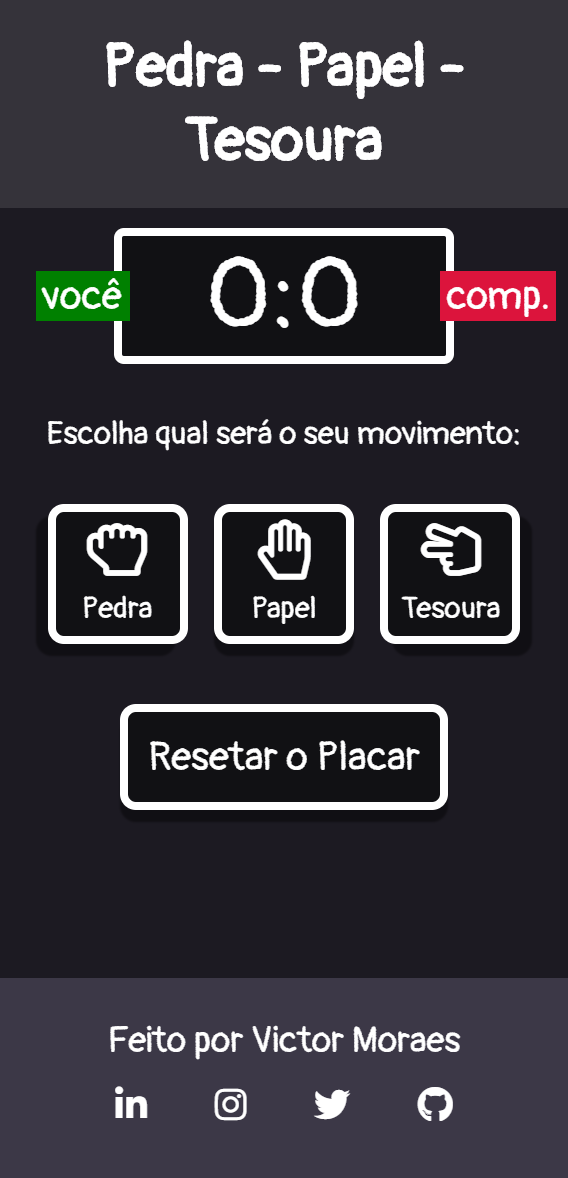 Pedra - Papel -
Tesoura
você 0:0 comp.
Escolha qual será o seu movimento:
Pedra Papel Tesoura
Resetar o Placar
Feito por Victor Moraes
in